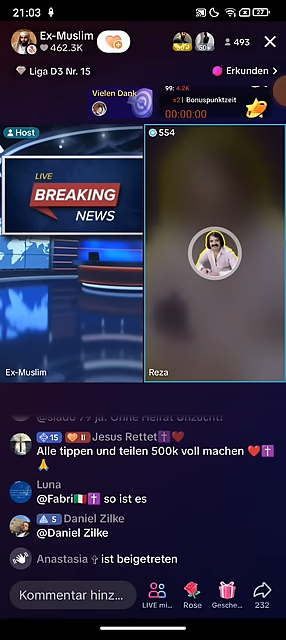 21:03
27
Ex-Muslim
462.3K
493
Liga D3 Nr. 15
Erkunden
Vielen Dank
99: 4.2K
x2 | Bonuspunktzeit
00:00:00
Host
554
LIVE
BREAKING
NEWS
Ex-Muslim
Reza
15 II Jesus Rettet✝️❤️
Alle tippen und teilen 500k voll machen ❤️✝️
🙏
Luna
@Fabri🇮🇹✝️ so ist es
5 Daniel Zilke
@Daniel Zilke
Anastasia ✞ ist beigetreten
Kommentar hinz...
LIVE mi...
Rose
Gesche...
232